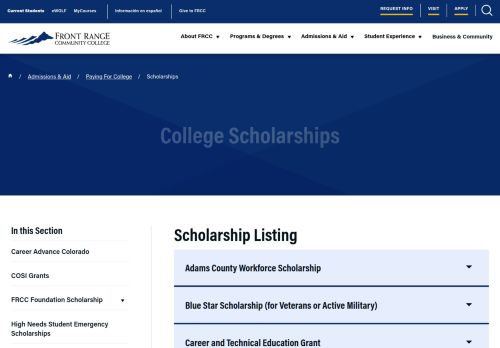 Current Students eWOLF MyCourses Information en español Give to FRCC REQUEST INFO VISIT APPLY
FRONT RANGE
COMMUNITY COLLEGE
About FRCC Programs & Degrees Admissions & Aid Student Experience Business & Community
/ Admissions & Aid / Paying For College / Scholarships
College Scholarships
In this Section
Career Advance Colorado
COSI Grants
FRCC Foundation Scholarship
High Needs Student Emergency
Scholarships
Scholarship Listing
Adams County Workforce Scholarship
Blue Star Scholarship (for Veterans or Active Military)
Career and Technical Education Grant